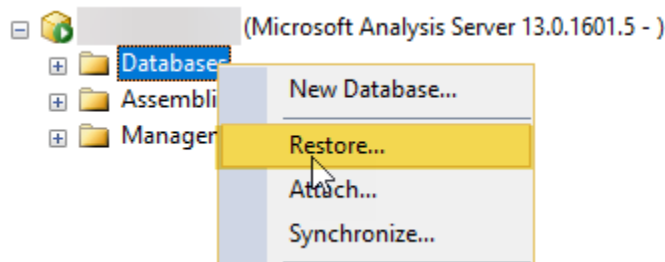 (Microsoft Analysis Server 13.0.1601.5 - )
Databases
New Database...
Restore...
Attach...
Synchronize...